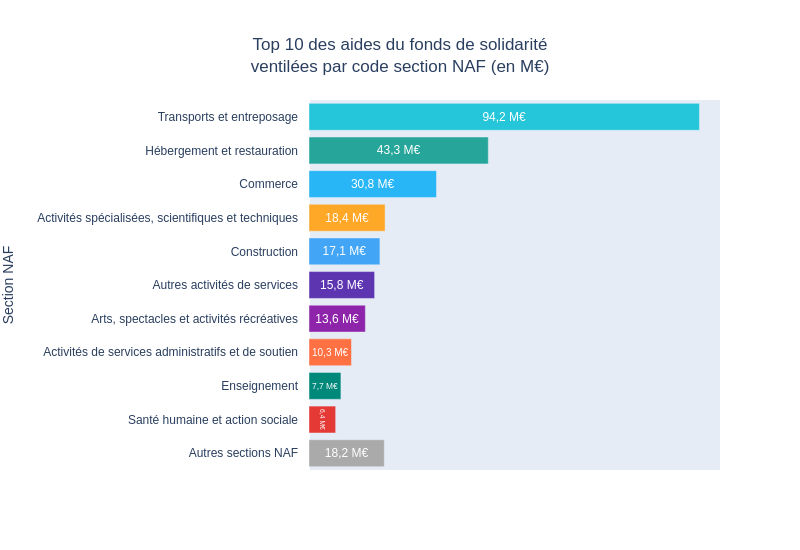 Top 10 des aides du fonds de solidarité
ventilées par code section NAF (en M€)
Section NAF
Transports et entreposage 94,2 M€
Hébergement et restauration 43,3 M€
Commerce 30,8 M€
Activités spécialisées, scientifiques et techniques 18,4 M€
Construction 17,1 M€
Autres activités de services 15,8 M€
Arts, spectacles et activités récréatives 13,6 M€
Activités de services administratifs et de soutien 10,3 M€
Enseignement 7,7 M€
Santé humaine et action sociale 6,4 M€
Autres sections NAF 18,2 M€